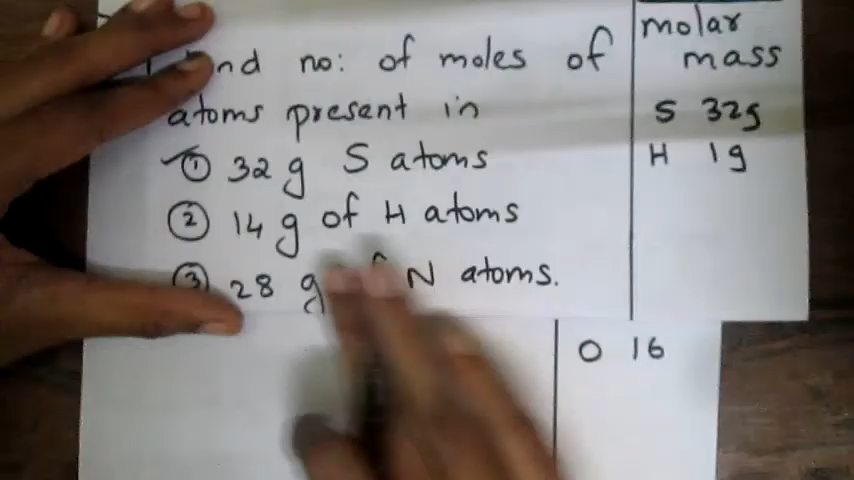 no: of moles of
atoms present in
① 32 g S atoms
② 14 g of H atoms
③ 28 g N atoms.
molar
mass
S 32g
H 1g
O 16